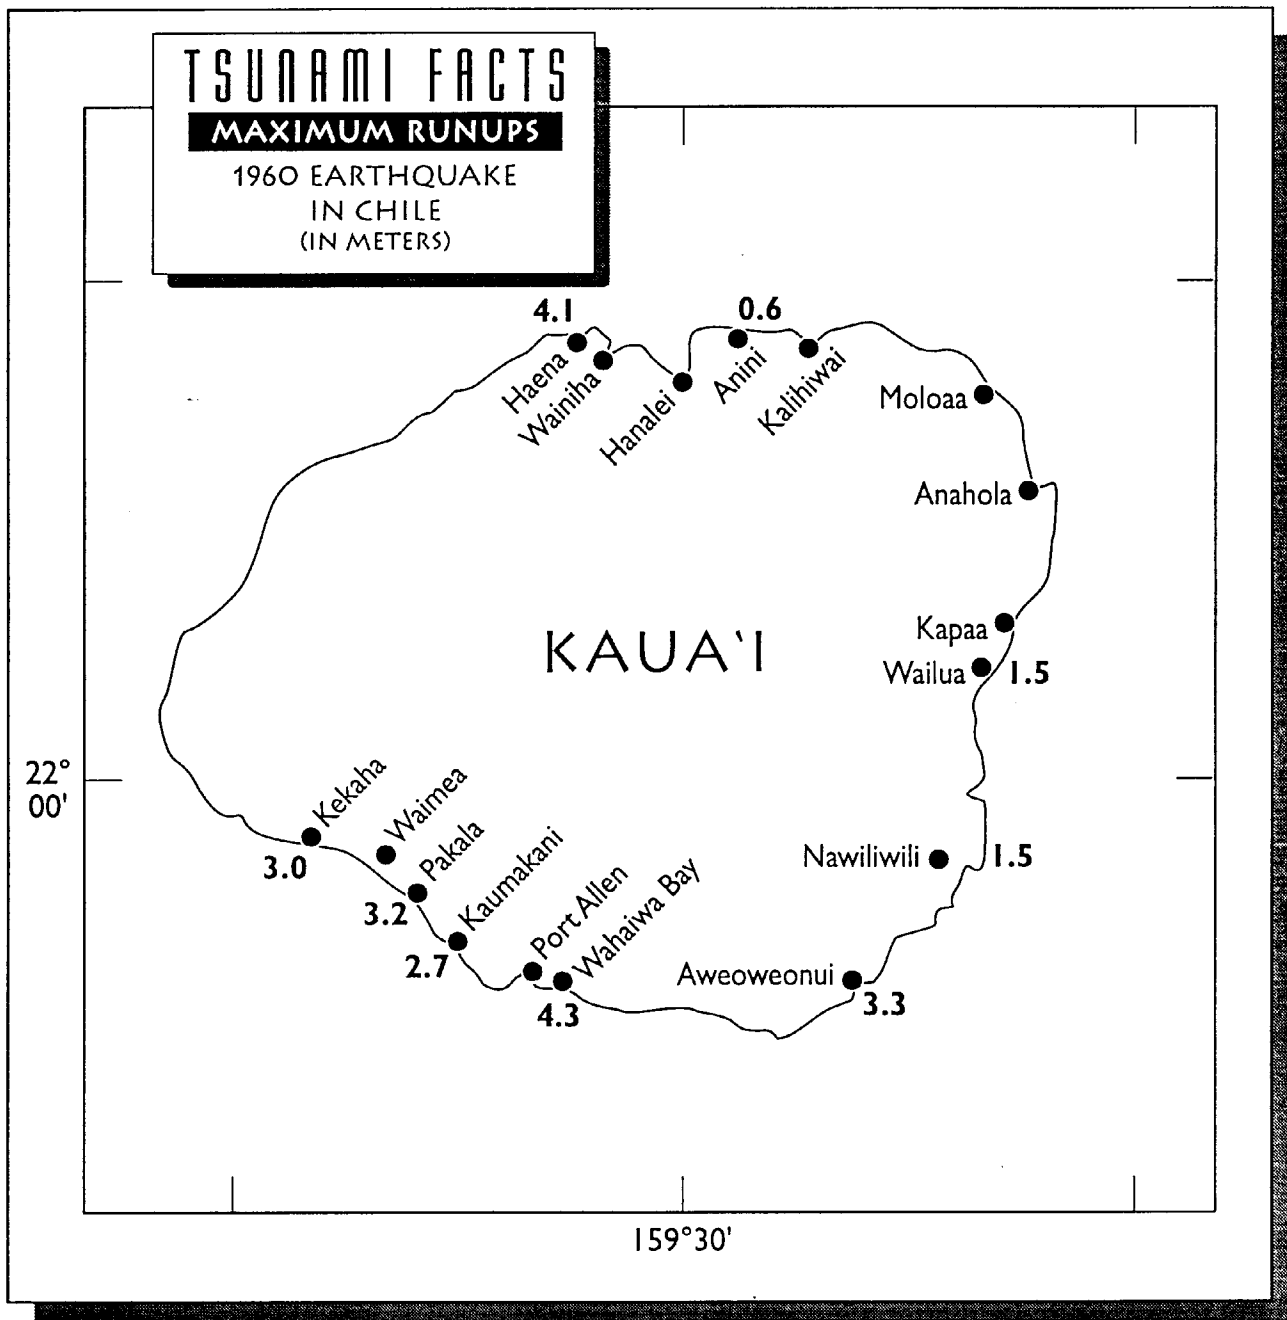 TSUNAMI FACTS
MAXIMUM RUNUPS
1960 EARTHQUAKE
IN CHILE
(IN METERS)
4.1
0.6
Haena
Wainiha
Hanalei
Anini
Kalihiwai
Moloaa
Anahola
KAUA'I
Kapaa
Wailua
1.5
22°
00'
Kekaha
3.0
Waimea
Pakala
3.2
Kaumakani
2.7
Port Allen
Wahaiwa Bay
4.3
Nawiliwili
1.5
Aweoweonui
3.3
159°30'